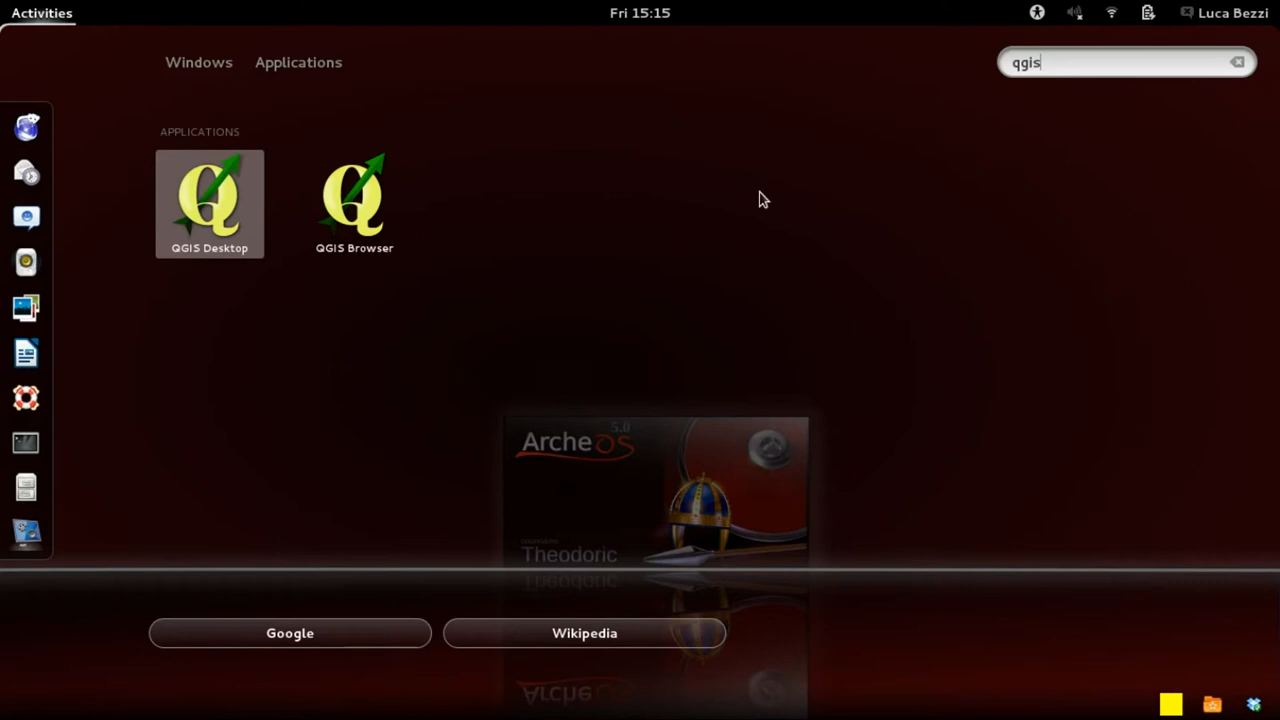 Activities
Fri 15:15
Luca Bezzi
Windows
Applications
qgis
APPLICATIONS
QGIS Desktop
QGIS Browser
5.0
ArcheOS
Theodoric
Google
Wikipedia